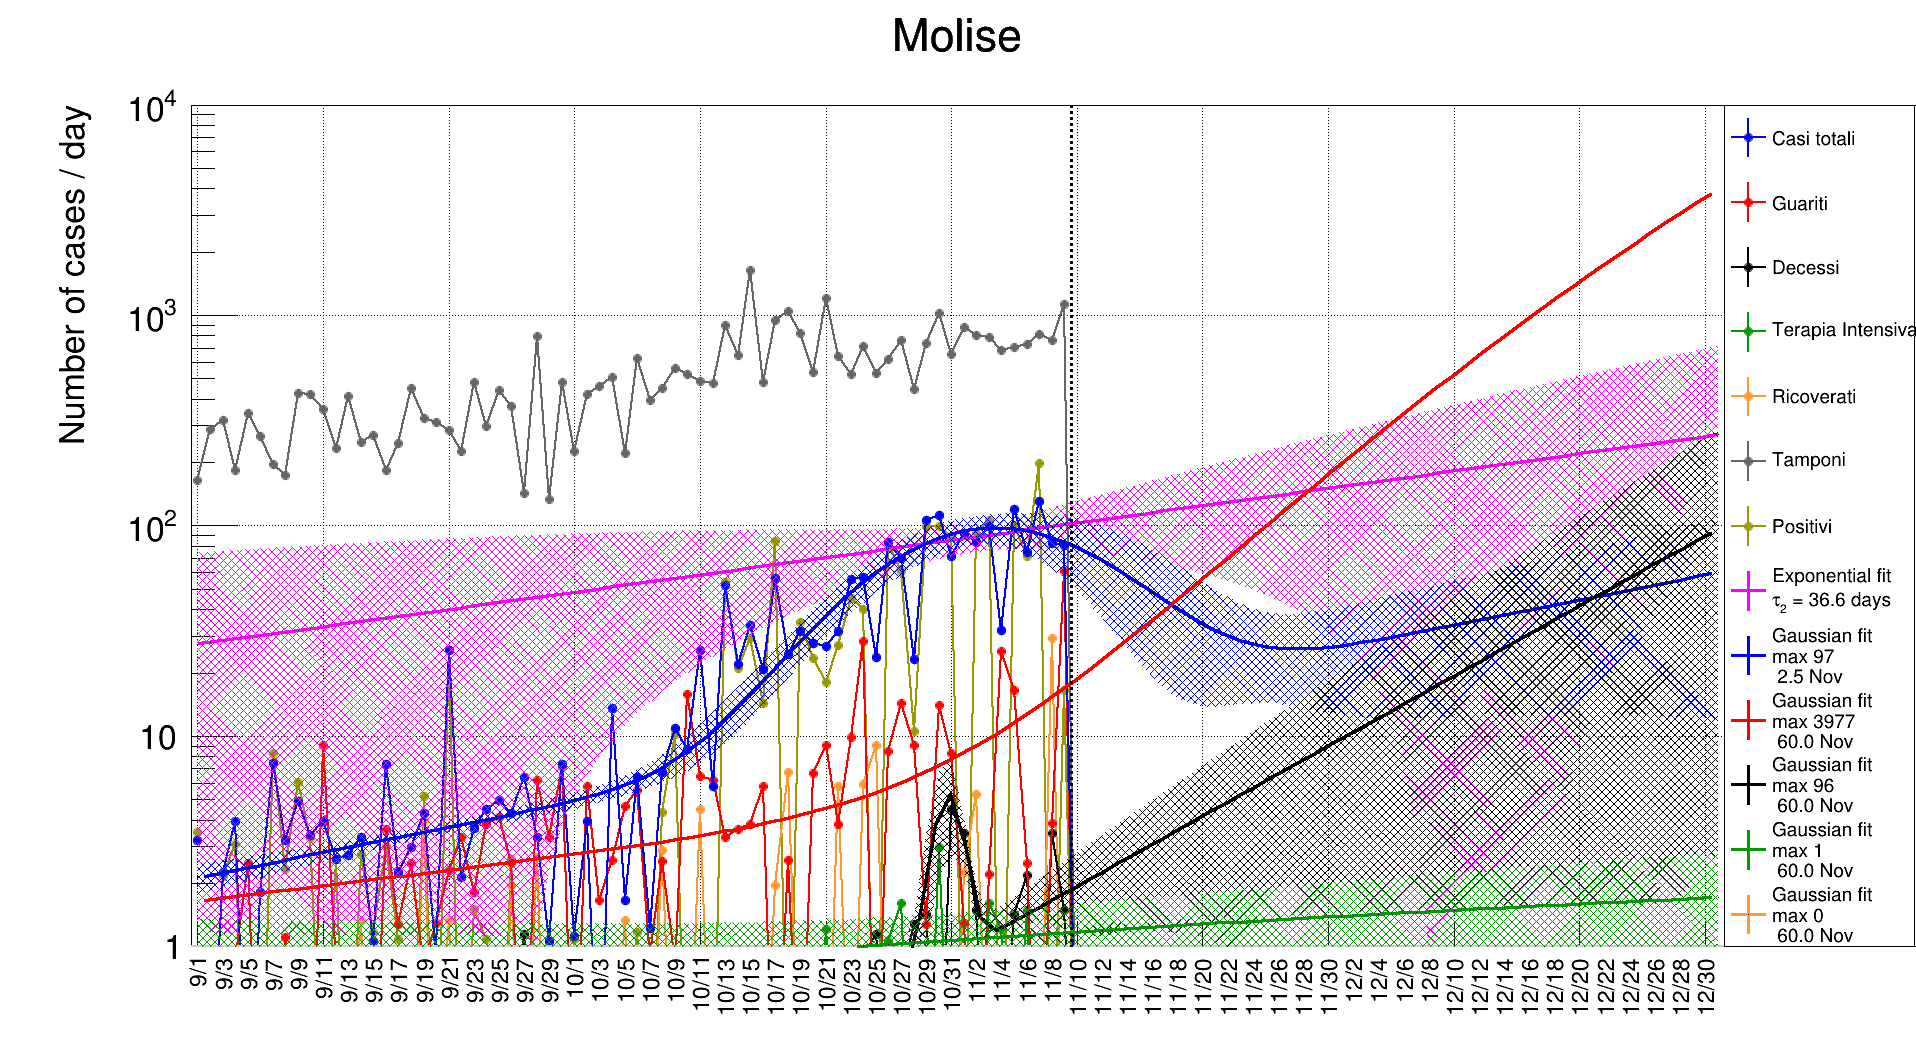 Molise
Number of cases / day
10^4
10^3
10^2
10
1
9/1
9/3
9/5
9/7
9/9
9/11
9/13
9/15
9/17
9/19
9/21
9/23
9/25
9/27
9/29
10/1
10/3
10/5
10/7
10/9
10/11
10/13
10/15
10/17
10/19
10/21
10/23
10/25
10/27
10/29
10/31
11/2
11/4
11/6
11/8
11/10
11/12
11/14
11/16
11/18
11/20
11/22
11/24
11/26
11/28
11/30
12/2
12/4
12/6
12/8
12/10
12/12
12/14
12/16
12/18
12/20
12/22
12/24
12/26
12/28
12/30
Casi totali
Guariti
Decessi
Terapia Intensiva
Ricoverati
Tamponi
Positivi
Exponential fit
τ2 = 36.6 days
Gaussian fit
max 97
2.5 Nov
Gaussian fit
max 3977
60.0 Nov
Gaussian fit
max 96
60.0 Nov
Gaussian fit
max 1
60.0 Nov
Gaussian fit
max 0
60.0 Nov